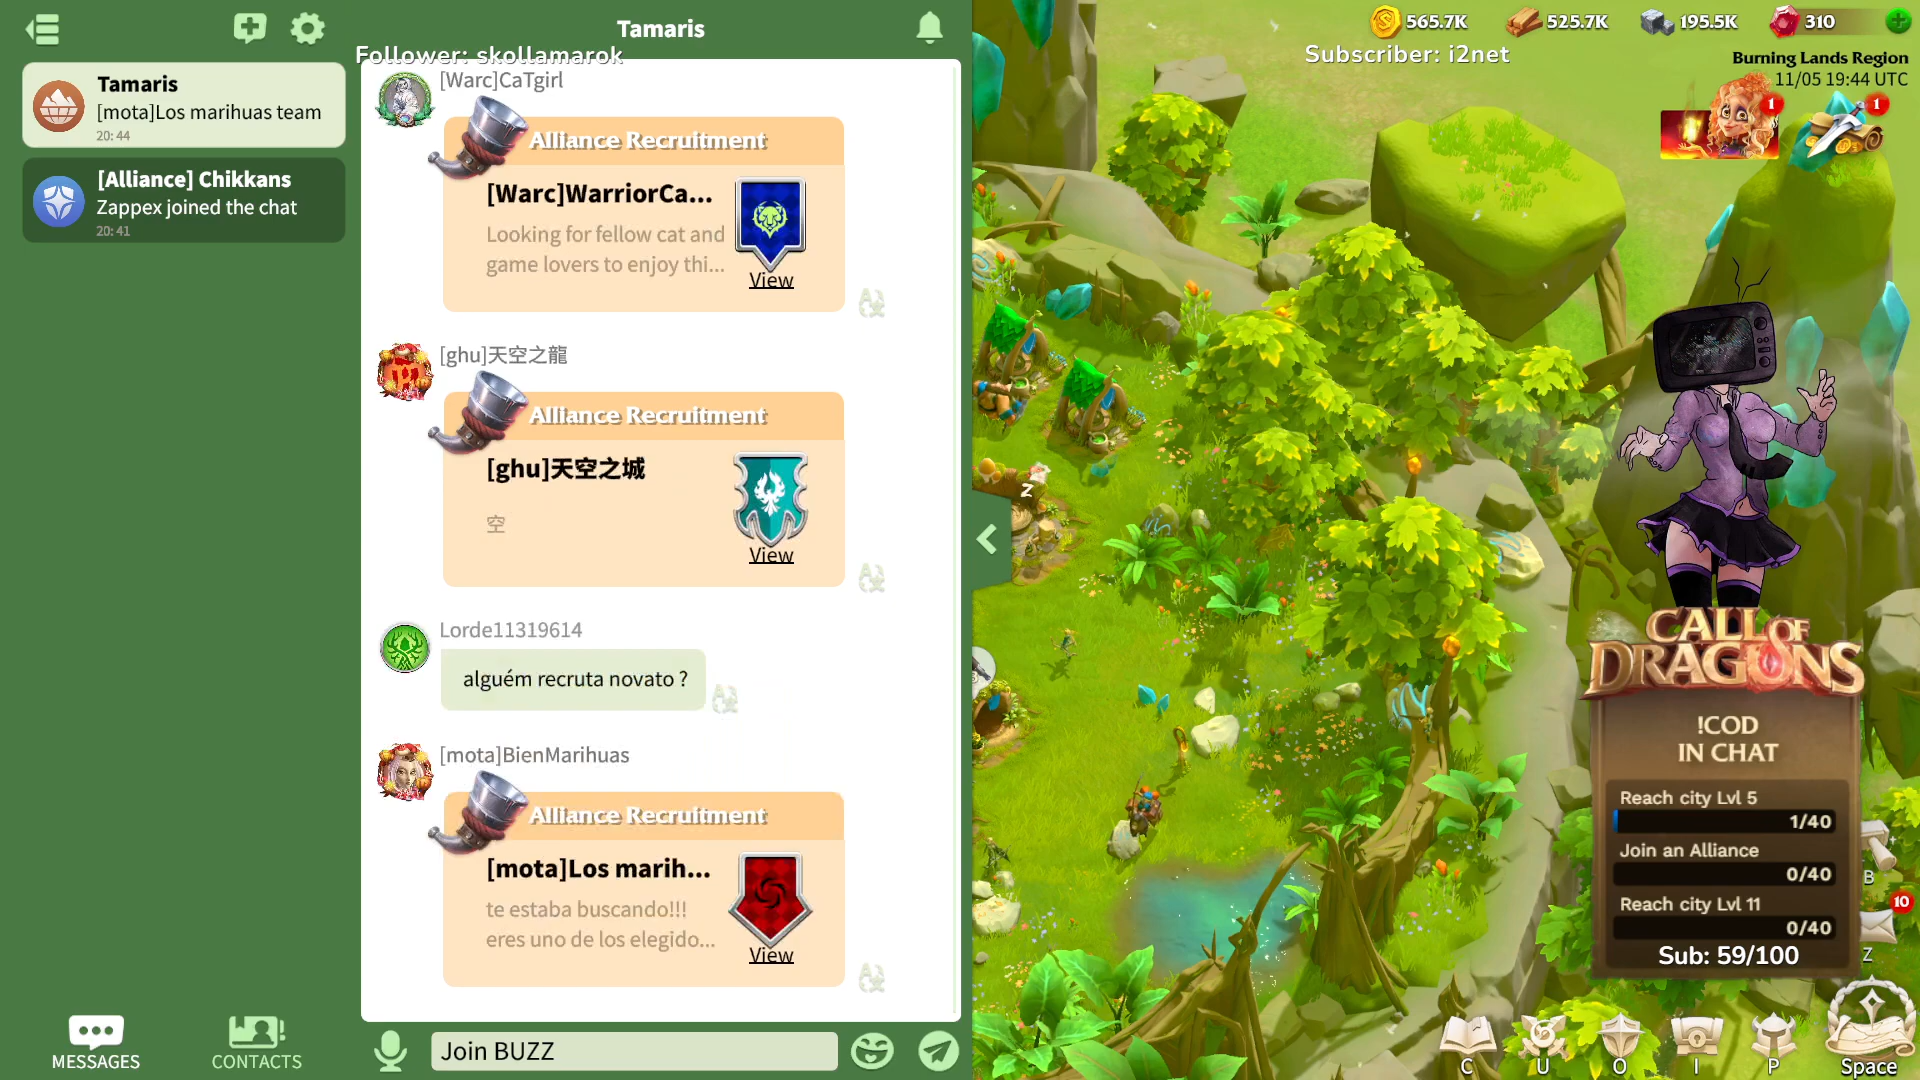 Tamaris
[mota]Los marihuas team
20:44
[Alliance] Chikkans
Zappex joined the chat
20:41
MESSAGES
CONTACTS
Tamaris
Follower: skollamarok
[Warc]CaTgirl
Alliance Recruitment
[Warc]WarriorCa...
Looking for fellow cat and
game lovers to enjoy thi...
View
[ghu]天空之龍
Alliance Recruitment
[ghu]天空之城
空
View
Lorde11319614
alguém recruta novato ?
[mota]BienMarihuas
Alliance Recruitment
[mota]Los marih...
te estaba buscando!!!
eres uno de los elegido...
View
Join BUZZ
565.7K
525.7K
195.5K
310
Subscriber: i2net
Burning Lands Region
11/05 19:44 UTC
1
1
Z
CALL OF
DRAGONS
!COD
IN CHAT
Reach city Lvl 5
1/40
Join an Alliance
0/40
Reach city Lvl 11
0/40
Sub: 59/100
B
10
Z
C
U
O
I
P
Space